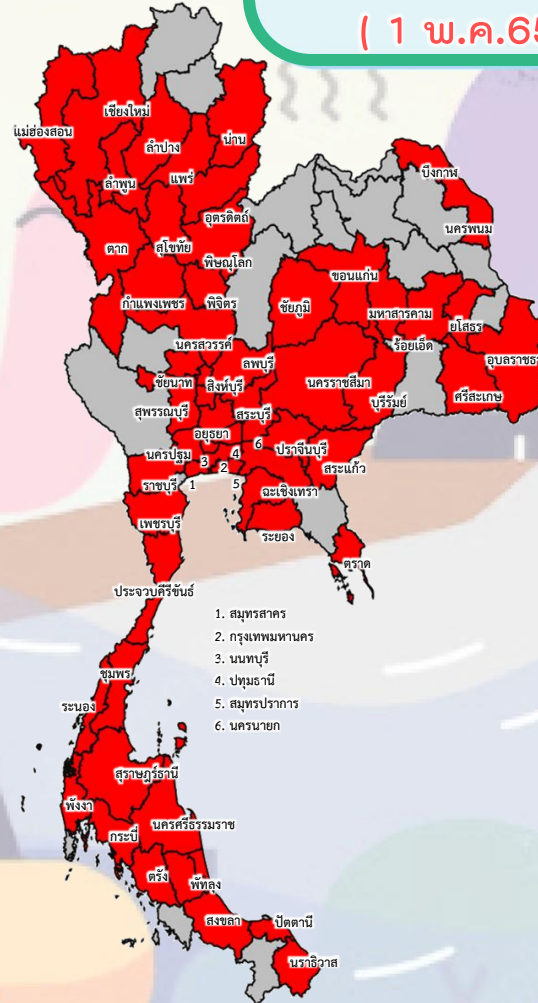 ( 1 พ.ค.65
เชียงใหม่
แม่ฮ่องสอน
ลำปาง
น่าน
แพร่
ลำพูน
บึงกาฬ
อุตรดิตถ์
นครพนม
ตาก
สุโขทัย
พิษณุโลก
ขอนแก่น
กำแพงเพชร
พิจิตร
ชัยภูมิ
มหาสารคาม
ยโสธร
นครสวรรค์
ร้อยเอ็ด
ลพบุรี
อุบลราชธ
ชัยนาท
สิงห์บุรี
นครราชสีมา
ศรีสะเกษ
สุพรรณบุรี
สระบุรี
บุรีรัมย์
อยุธยา
6
ปราจีนบุรี
นครปฐม
3
4
2
สระแก้ว
ราชบุรี
1
5
ฉะเชิงเทรา
เพชรบุรี
ระยอง
ตราด
ประจวบคีรีขันธ์
1. สมุทรสาคร
2. กรุงเทพมหานคร
3. นนทบุรี
4. ปทุมธานี
5. สมุทรปราการ
6. นครนายก
ชุมพร
ระนอง
สุราษฎร์ธานี
พังงา
นครศรีธรรมราช
กระบี่
ตรัง
พัทลุง
สงขลา
ปัตตานี
นราธิวาส